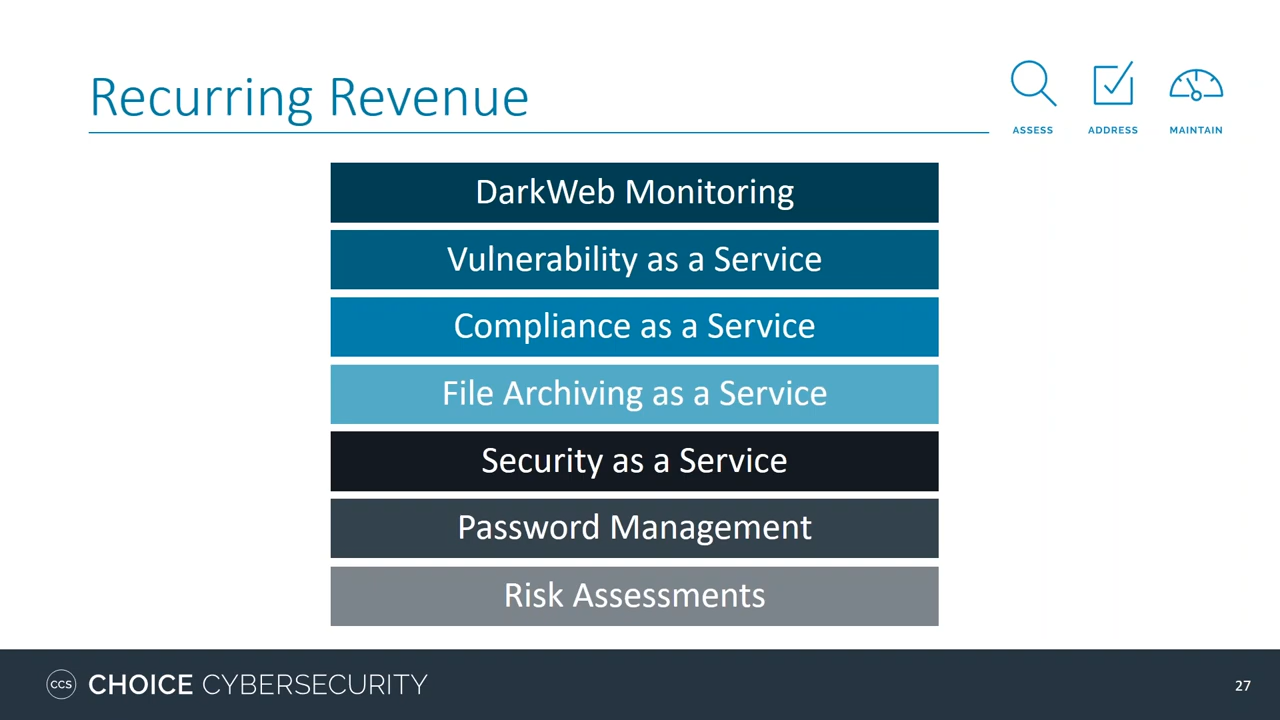 Recurring Revenue
ASSESS
ADDRESS
MAINTAIN
DarkWeb Monitoring
Vulnerability as a Service
Compliance as a Service
File Archiving as a Service
Security as a Service
Password Management
Risk Assessments
CCS CHOICE CYBERSECURITY
27